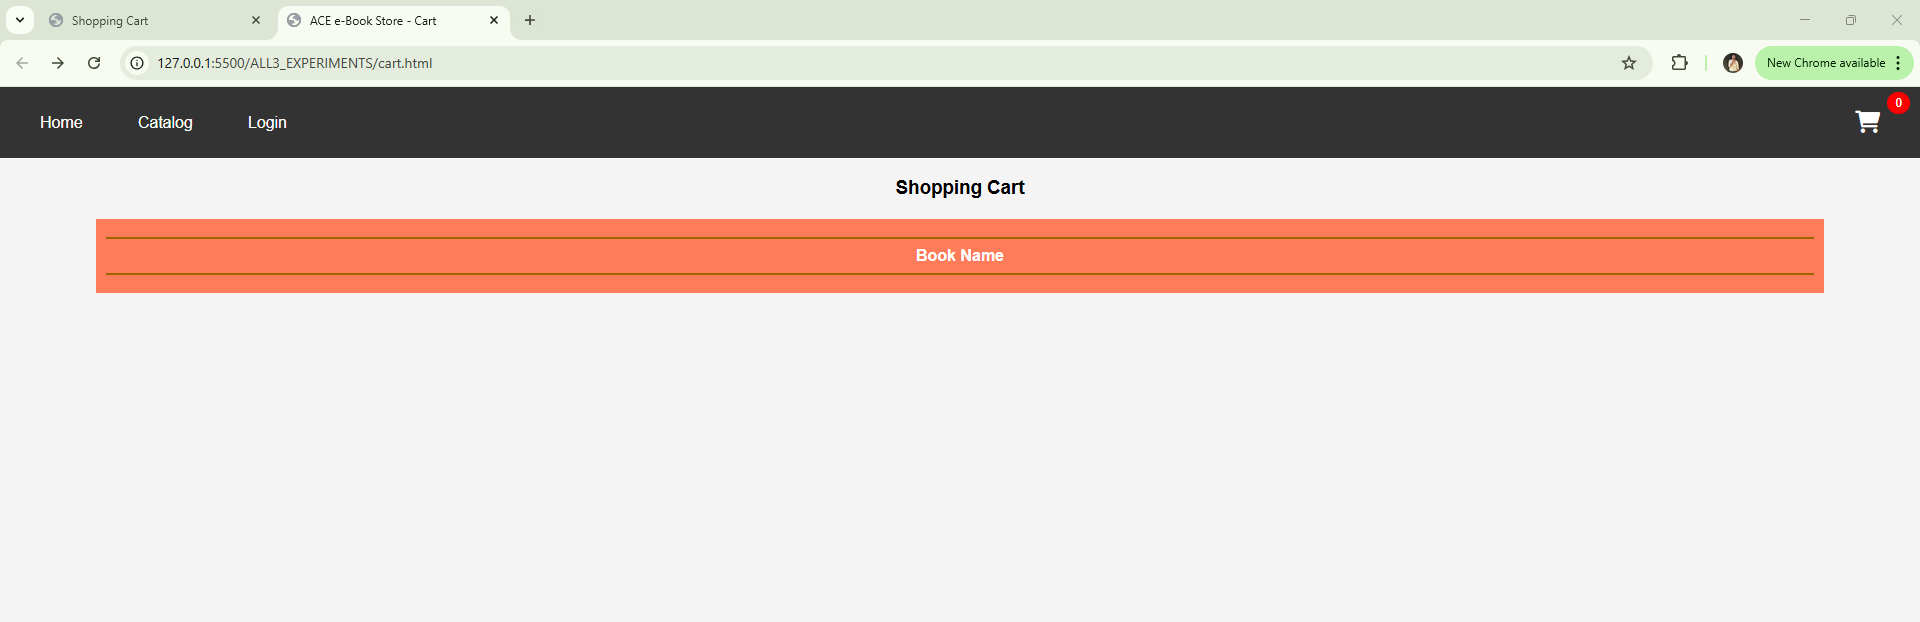 Shopping Cart
ACE e-Book Store - Cart
127.0.0.1:5500/ALL3_EXPERIMENTS/cart.html
New Chrome available
Home Catalog Login 0
Shopping Cart
Book Name